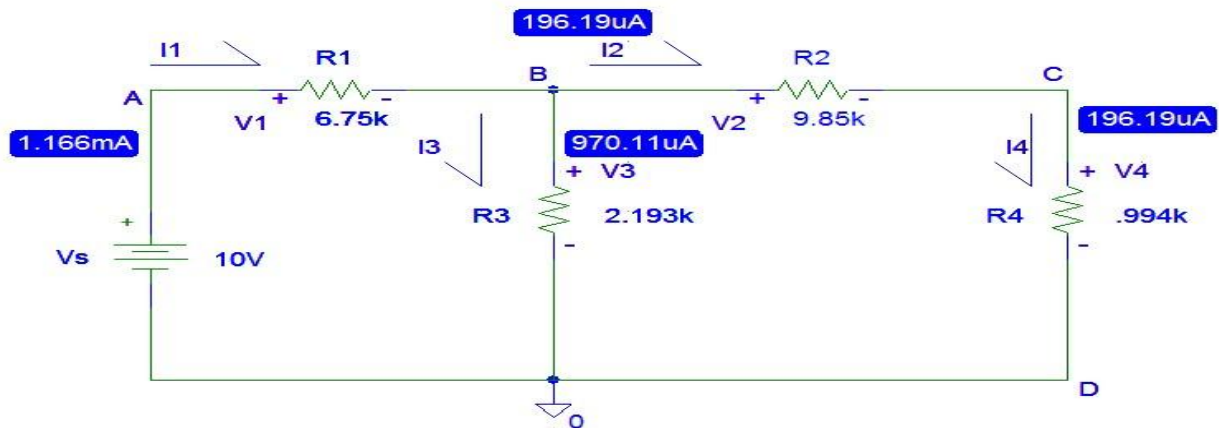 196.19uA
I1
I2
R1
B
R2
C
A
+
-
+
-
V1
6.75k
V2
9.85k
1.166mA
I3
970.11uA
I4
196.19uA
+
V3
+
V4
R3
2.193k
R4
.994k
+
-
-
Vs
10V
D
0